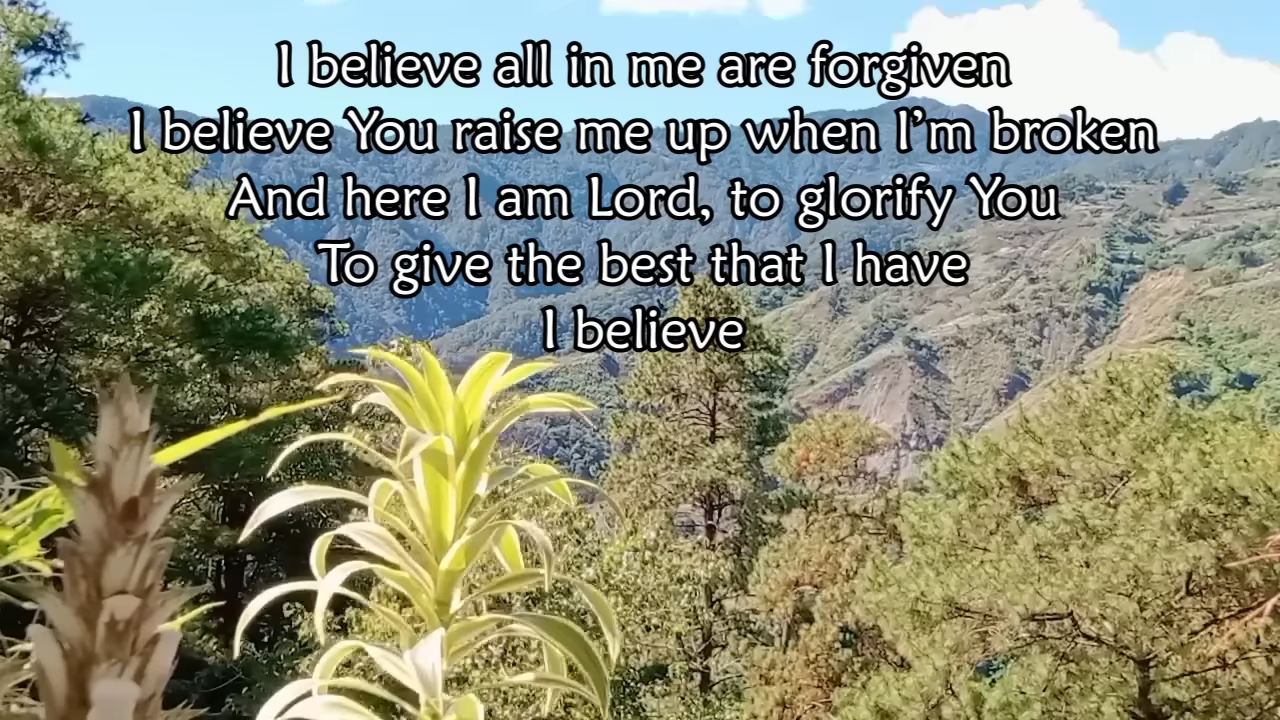 I believe all in me are forgiven
I believe You raise me up when I'm broken
And here I am Lord, to glorify You
To give the best that I have
I believe